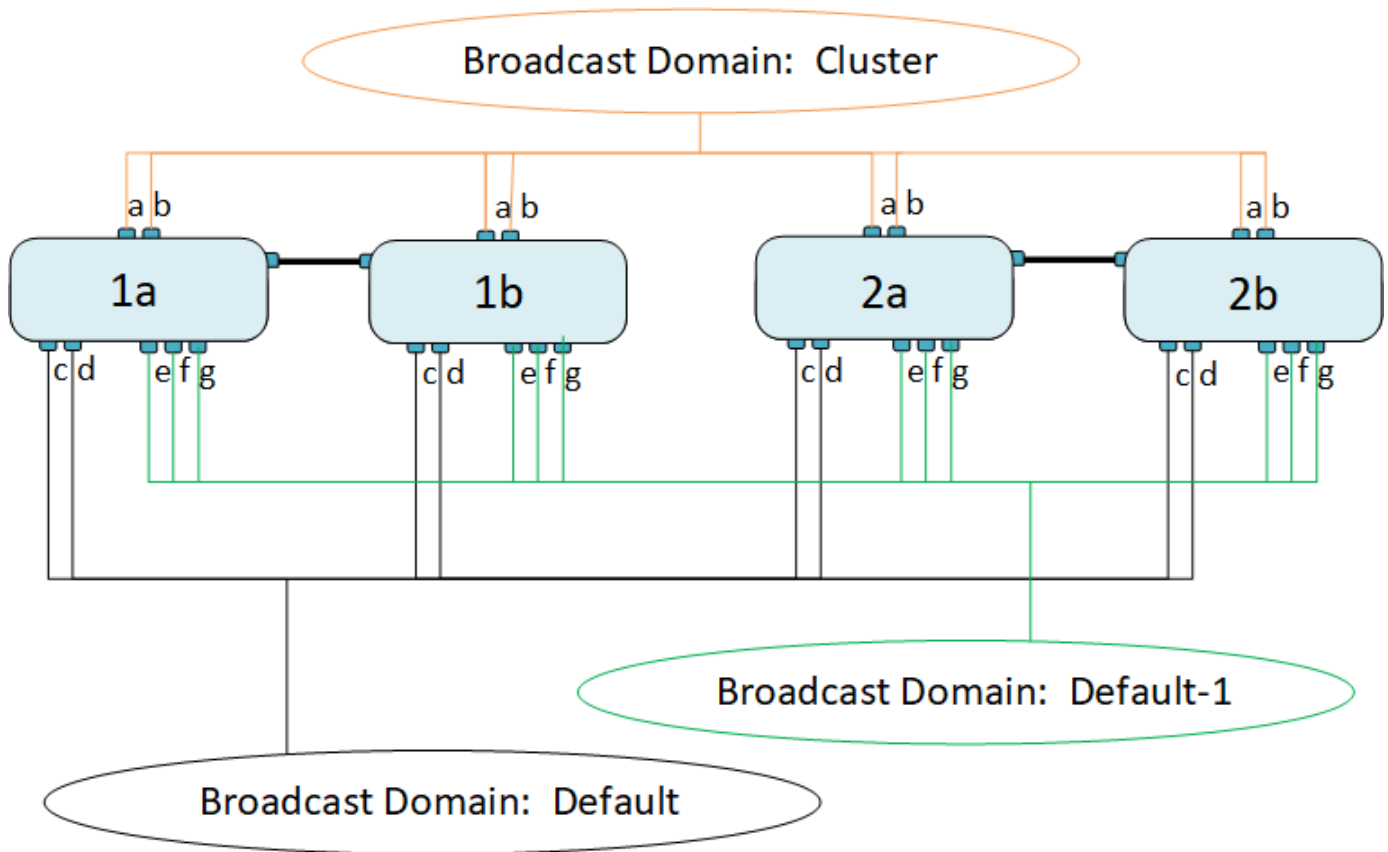 Broadcast Domain: Cluster
a b a b a b a b
1a 1b 2a 2b
c d e f g c d e f g c d e f g c d e f g
Broadcast Domain: Default-1
Broadcast Domain: Default